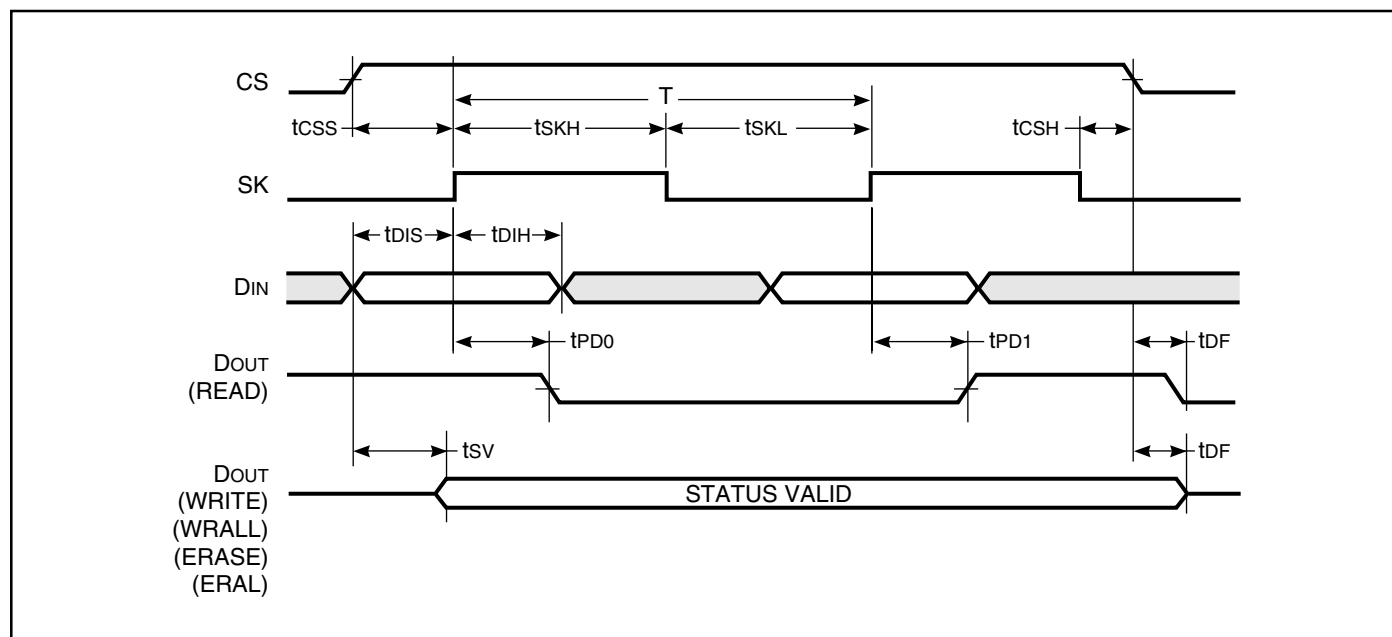 CS
T
tCSS
tSKH
tSKL
tCSH
SK
tDIS
tDIH
DIN
tPD0
tPD1
tDF
DOUT
(READ)
tSV
tDF
DOUT
(WRITE)
(WRALL)
(ERASE)
(ERAL)
STATUS VALID